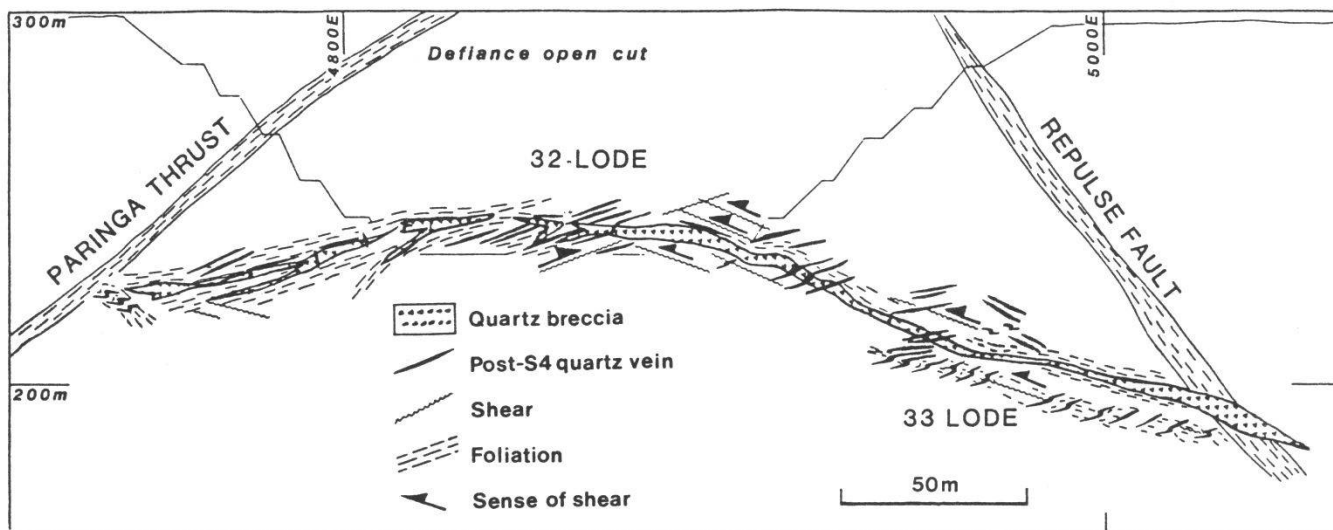 300m
4800E
Defiance open cut
5000E
PARINGA THRUST
32-LODE
REPULSE FAULT
Quartz breccia
Post-S4 quartz vein
200m
Shear
33 LODE
Foliation
50m
Sense of shear